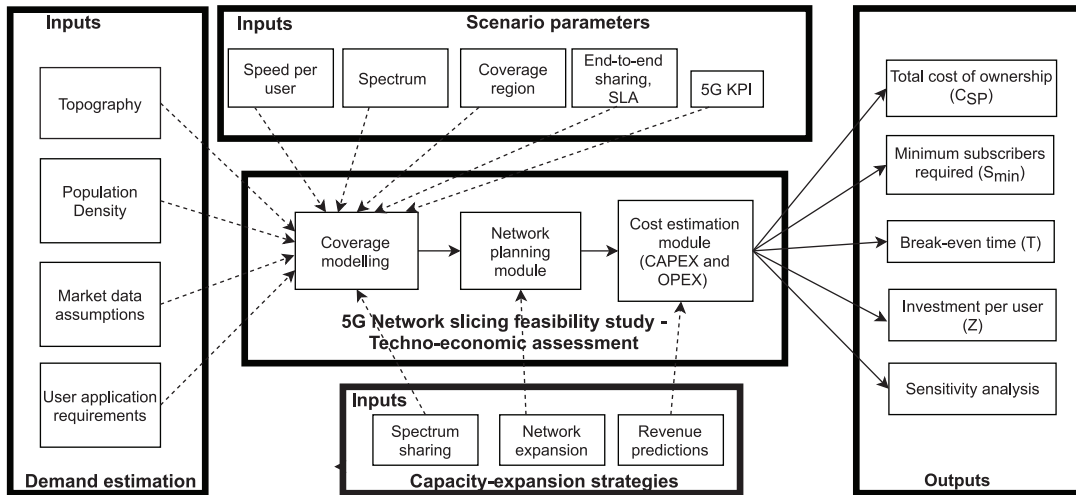 Inputs
Topography
Population
Density
Market data
assumptions
User application
requirements
Demand estimation
Inputs
Scenario parameters
Speed per
user
Spectrum
Coverage
region
End-to-end
sharing,
SLA
5G KPI
Coverage
modelling
Network
planning
module
Cost estimation
module
(CAPEX and
OPEX)
5G Network slicing feasibility study -
Techno-economic assessment
Inputs
Spectrum
sharing
Network
expansion
Revenue
predictions
Capacity-expansion strategies
Total cost of
ownership
(CSP)
Minimum subscribers
required (Smin)
Break-even time (T)
Investment per user
(Z)
Sensitivity analysis
Outputs